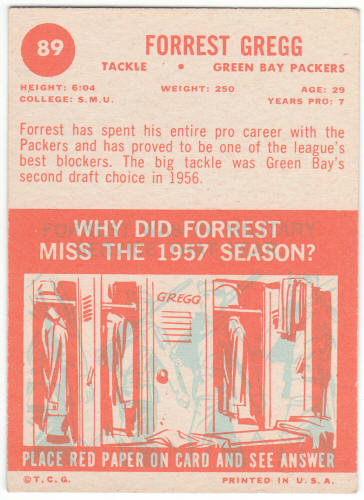 89
FORREST GREGG
TACKLE • GREEN BAY PACKERS
HEIGHT: 6:04 WEIGHT: 250 AGE: 29
COLLEGE: S.M.U. YEARS PRO: 7
Forrest has spent his entire pro career with the
Packers and has proved to be one of the league's
best blockers. The big tackle was Green Bay's
second draft choice in 1956.
WHY DID FORREST
MISS THE 1957 SEASON?
GREGG
PLACE RED PAPER ON CARD AND SEE ANSWER
© T.C.G. PRINTED IN U.S.A.